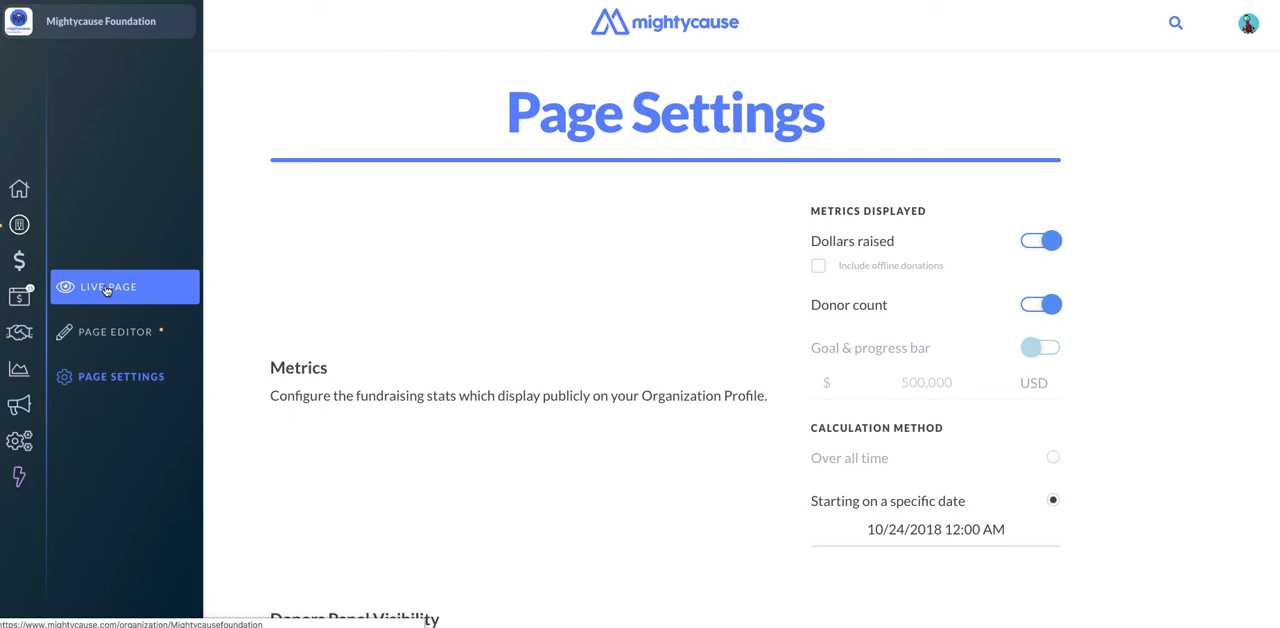 Mightycause Foundation
mightycause
Page Settings
METRICS DISPLAYED
Dollars raised
Include offline donations
Donor count
LIVE PAGE
PAGE EDITOR
Goal & progress bar
PAGE SETTINGS
$ 500,000 USD
Metrics
Configure the fundraising stats which display publicly on your Organization Profile.
CALCULATION METHOD
Over all time
Starting on a specific date
10/24/2018 12:00 AM
Donors Panel Visibility
https://www.mightycause.com/organization/Mightycausefoundation